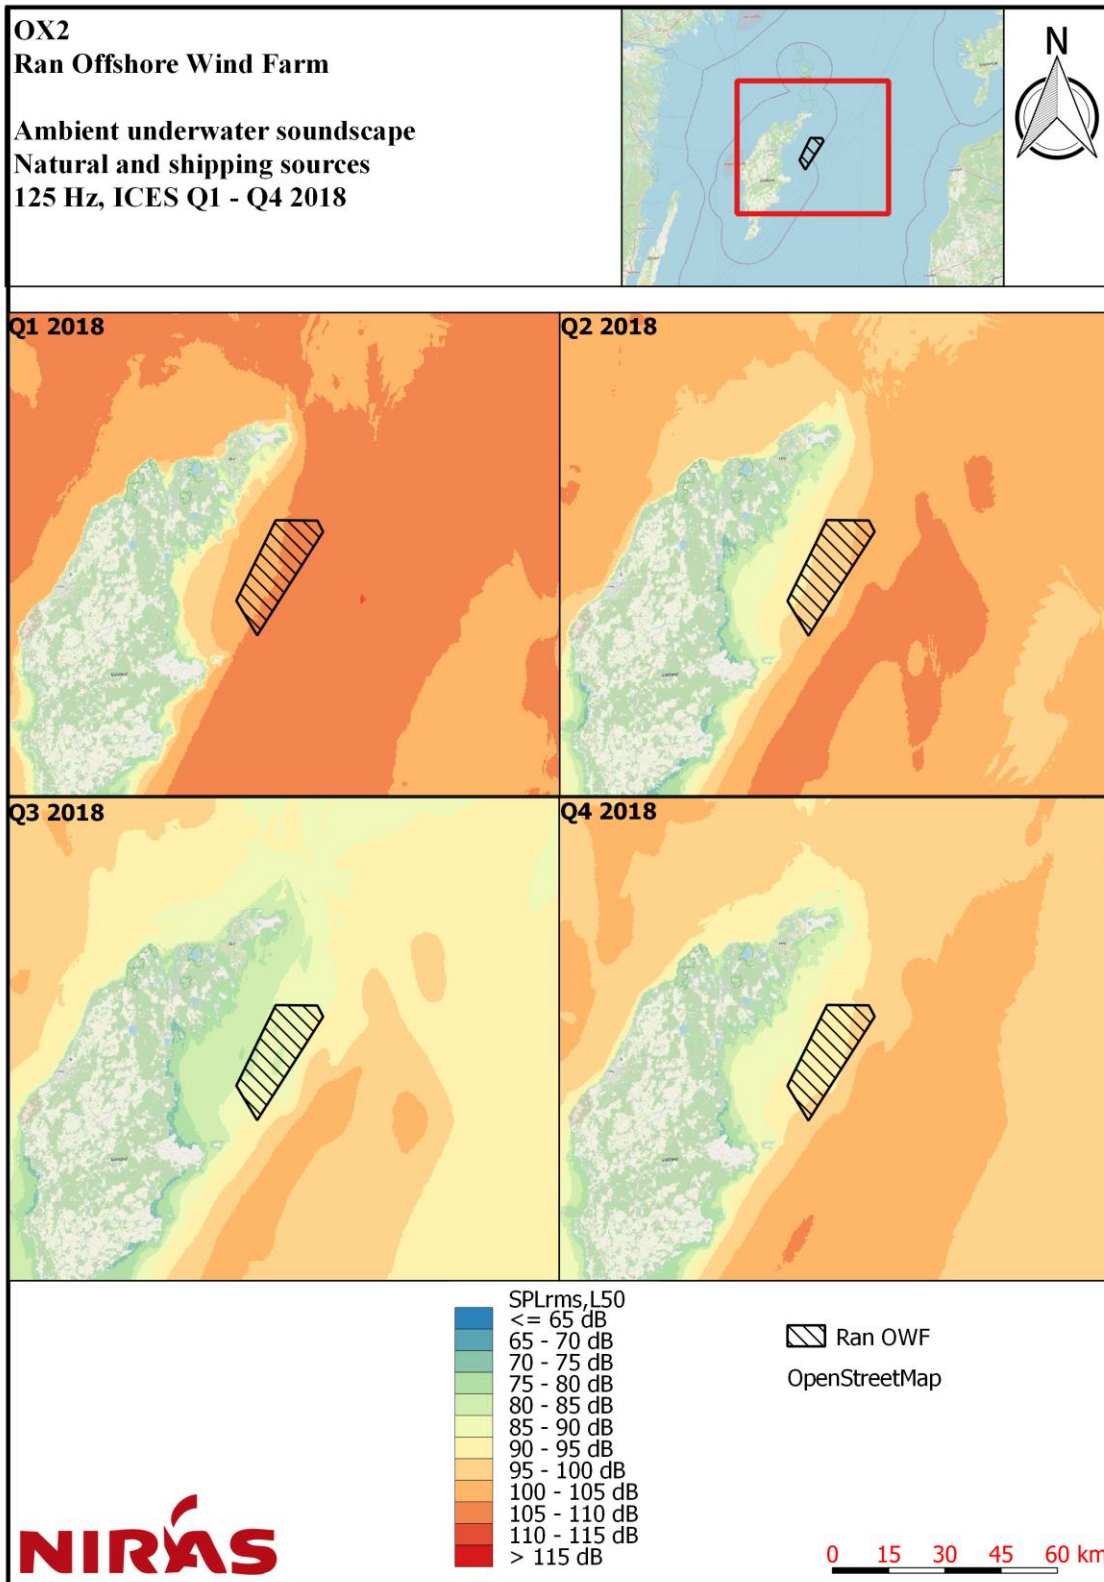 OX2
Ran Offshore Wind Farm
Ambient underwater soundscape
Natural and shipping sources
125 Hz, ICES Q1 - Q4 2018
N
Q1 2018
Q2 2018
Q3 2018
Q4 2018
SPLrms,L50
<= 65 dB
65 - 70 dB
70 - 75 dB
75 - 80 dB
80 - 85 dB
85 - 90 dB
90 - 95 dB
95 - 100 dB
100 - 105 dB
105 - 110 dB
110 - 115 dB
> 115 dB
Ran OWF
OpenStreetMap
NIRAS
0 15 30 45 60 km